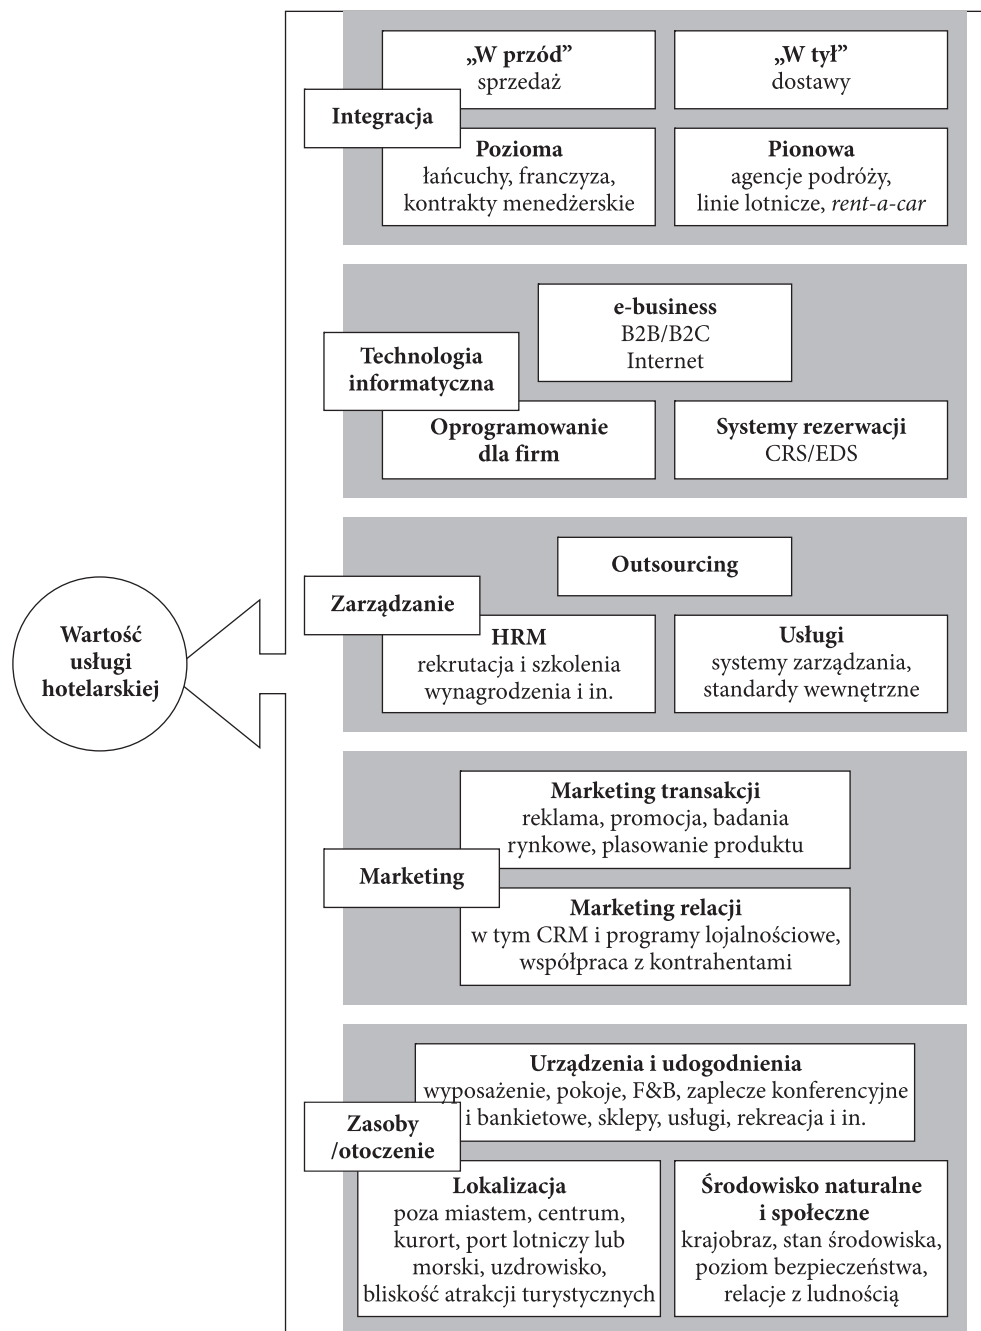 „W przód”
sprzedaż
„W tył”
dostawy
Integracja
Pozioma
łańcuchy, franczyza,
kontrakty menedżerskie
Pionowa
agencje podróży,
linie lotnicze, rent-a-car
e-business
B2B/B2C
Internet
Technologia
informatyczna
Oprogramowanie
dla firm
Systemy rezerwacji
CRS/EDS
Outsourcing
Zarządzanie
HRM
rekrutacja i szkolenia
wynagrodzenia i in.
Usługi
systemy zarządzania,
standardy wewnętrzne
Wartość
usługi
hotelarskiej
Marketing transakcji
reklama, promocja, badania
rynkowe, plasowanie produktu
Marketing
Marketing relacji
w tym CRM i programy lojalnościowe,
współpraca z kontrahentami
Urządzenia i udogodnienia
wyposażenie, pokoje, F&B, zaplecze konferencyjne
i bankietowe, sklepy, usługi, rekreacja i in.
Zasoby
/otoczenie
Lokalizacja
poza miastem, centrum,
kurort, port lotniczy lub
morski, uzdrowisko,
bliskość atrakcji turystycznych
Środowisko naturalne
i społeczne
krajobraz, stan środowiska,
poziom bezpieczeństwa,
relacje z ludnością